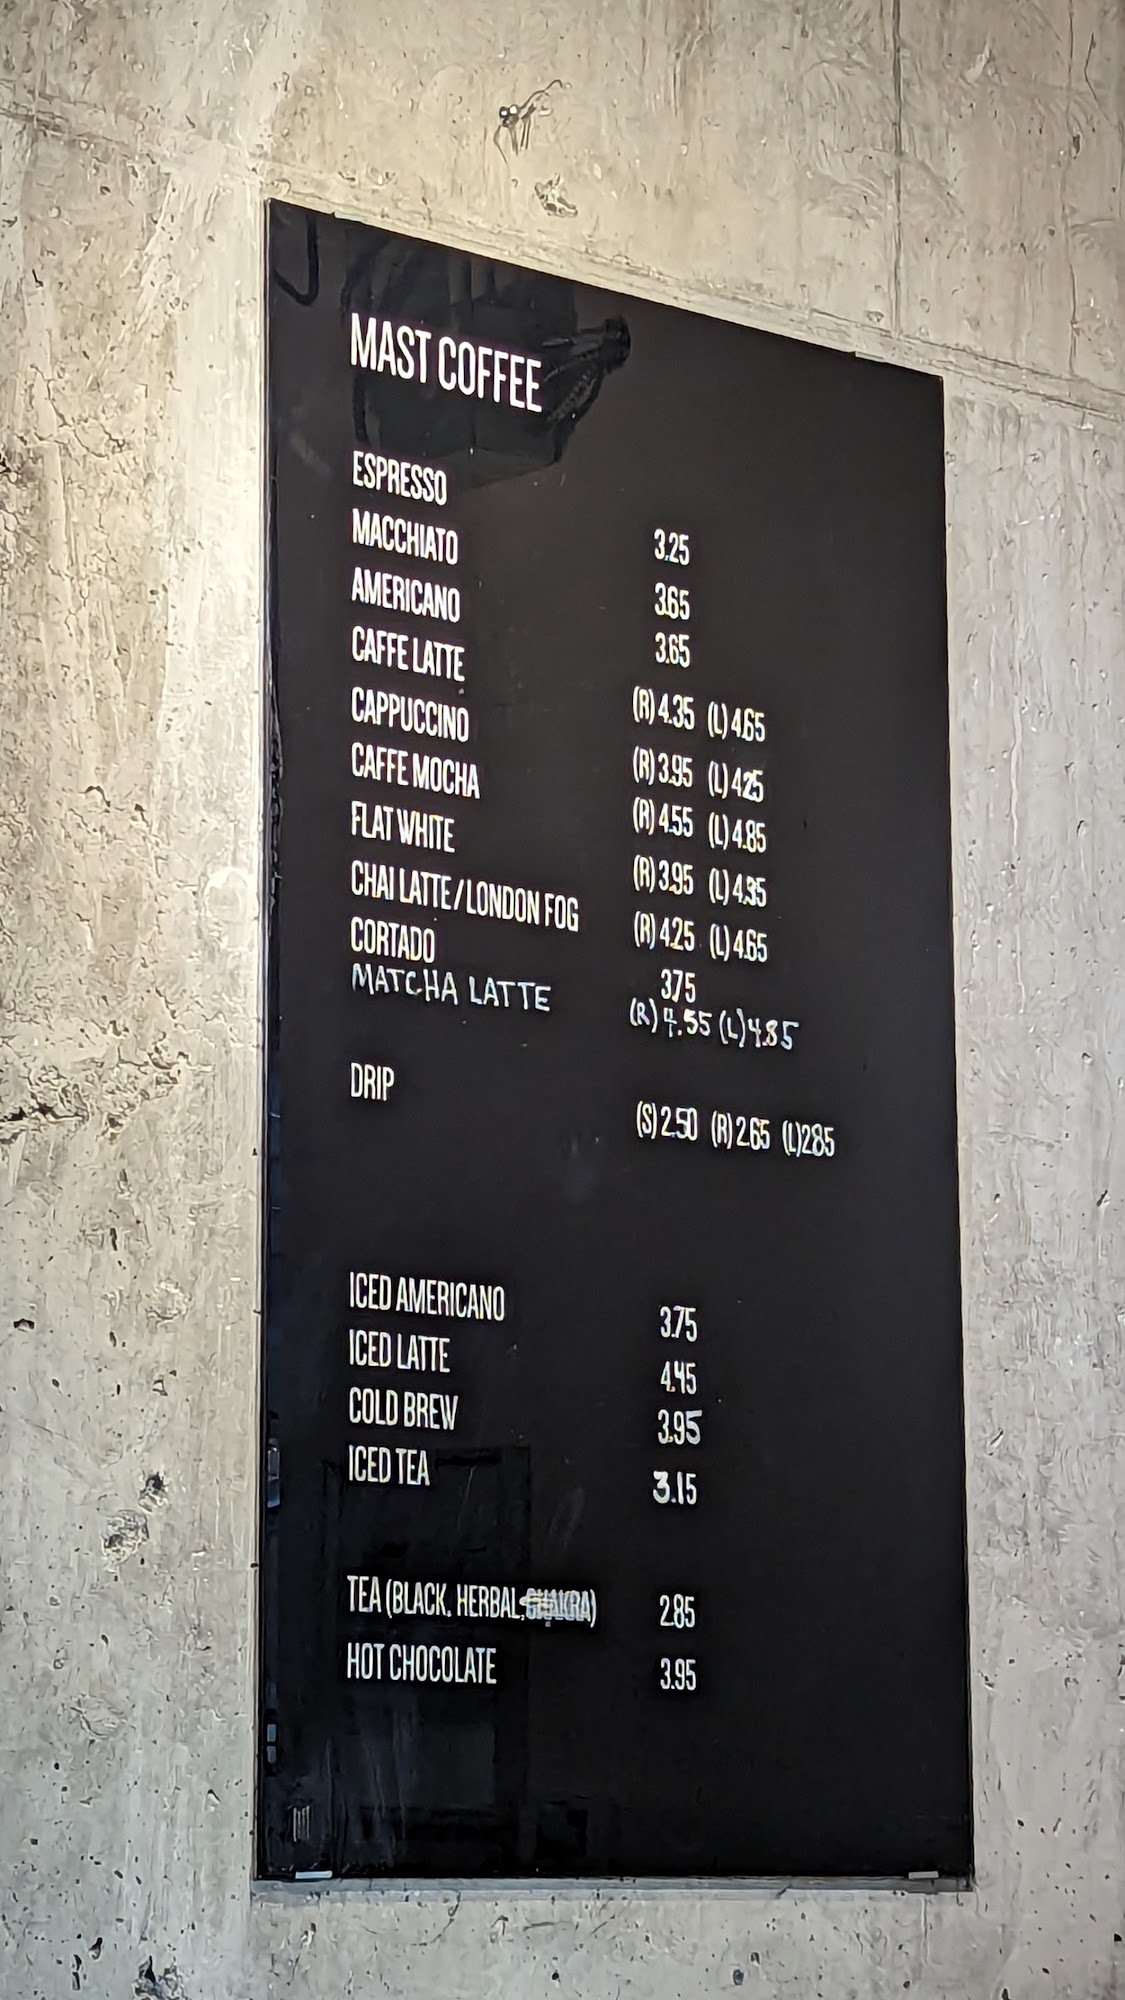 MAST COFFEE
ESPRESSO 3.25
MACCHIATO 3.65
AMERICANO 3.65
CAFFE LATTE (R) 4.35 (L) 4.65
CAPPUCCINO (R) 3.95 (L) 4.25
CAFFE MOCHA (R) 4.55 (L) 4.85
FLAT WHITE (R) 3.95 (L) 4.35
CHAI LATTE / LONDON FOG (R) 4.25 (L) 4.65
CORTADO 3.75
MATCHA LATTE (R) 4.55 (L) 4.85
DRIP (S) 2.50 (R) 2.65 (L) 2.85
ICED AMERICANO 3.75
ICED LATTE 4.45
COLD BREW 3.95
ICED TEA 3.15
TEA (BLACK, HERBAL, CHAKRA) 2.85
HOT CHOCOLATE 3.95